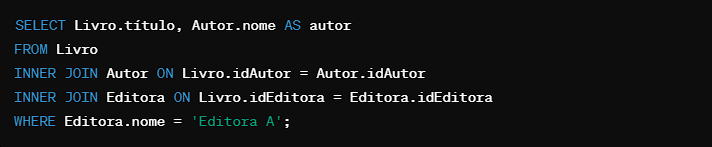 SELECT Livro.título, Autor.nome AS autor
FROM Livro
INNER JOIN Autor ON Livro.idAutor = Autor.idAutor
INNER JOIN Editora ON Livro.idEditora = Editora.idEditora
WHERE Editora.nome = 'Editora A';